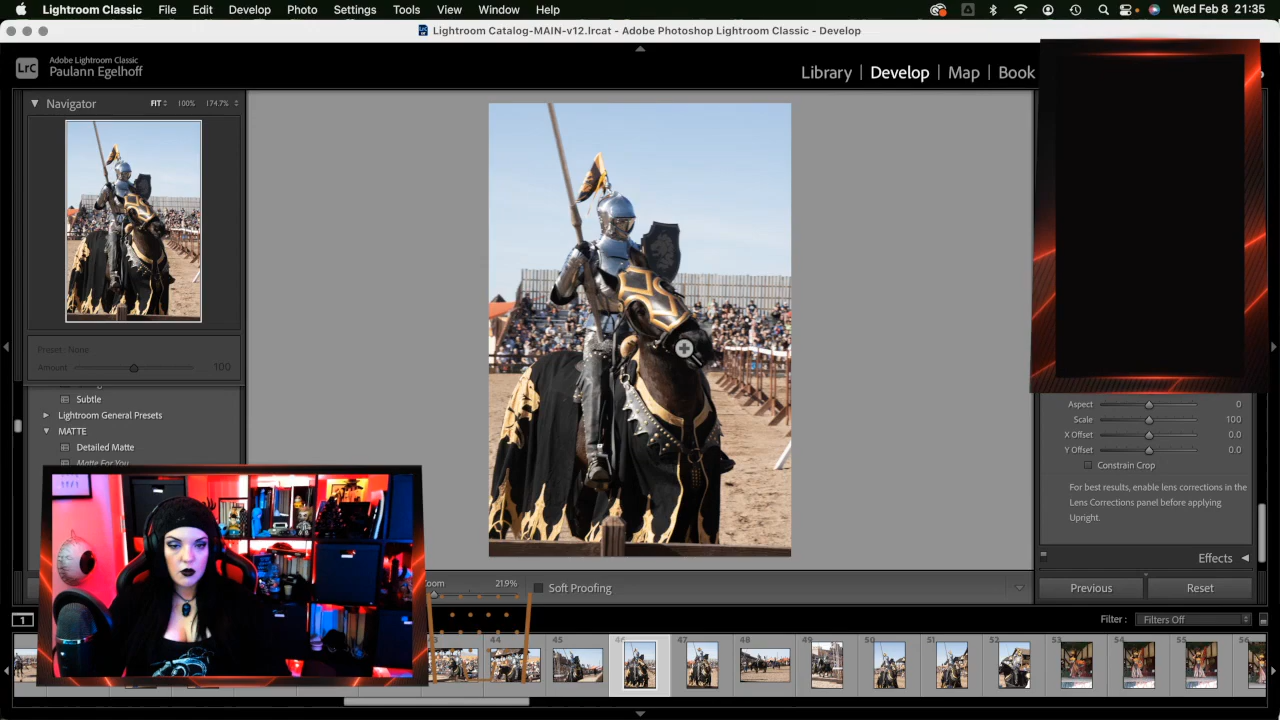 Lightroom Classic File Edit Develop Photo Settings Tools View Window Help Wed Feb 8 21:35
Lightroom Catalog-MAIN-v12.lrcat - Adobe Photoshop Lightroom Classic - Develop
LrC
Adobe Lightroom Classic
Paulann Egelhoff
Library | Develop | Map | Book
Navigator FIT 100% 174.7%
Preset: None
Amount 100
Subtle
Lightroom General Presets
MATTE
Detailed Matte
Matte For You
Aspect 0
Scale 100
X Offset 0.0
Y Offset 0.0
Constrain Crop
For best results, enable lens corrections in the
Lens Corrections panel before applying
Upright.
Effects
Previous Reset
oom 21.9% Soft Proofing
1 Filter : Filters Off
44 45 46 47 48 49 50 51 52 53 54 55 56